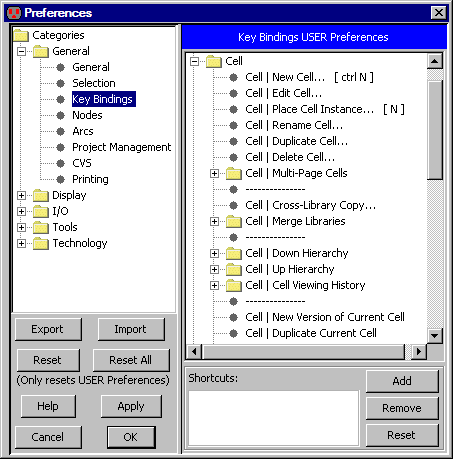 Preferences
Categories
General
General
Selection
Key Bindings
Nodes
Arcs
Project Management
CVS
Printing
Display
I/O
Tools
Technology
Export
Import
Reset
Reset All
(Only resets USER Preferences)
Help
Apply
Cancel
OK
Key Bindings USER Preferences
Cell
Cell | New Cell... [ ctrl N ]
Cell | Edit Cell...
Cell | Place Cell Instance... [ N ]
Cell | Rename Cell...
Cell | Duplicate Cell...
Cell | Delete Cell...
Cell | Multi-Page Cells
---------------
Cell | Cross-Library Copy...
Cell | Merge Libraries
---------------
Cell | Down Hierarchy
Cell | Up Hierarchy
Cell | Cell Viewing History
---------------
Cell | New Version of Current Cell
Cell | Duplicate Current Cell
Shortcuts:
Add
Remove
Reset